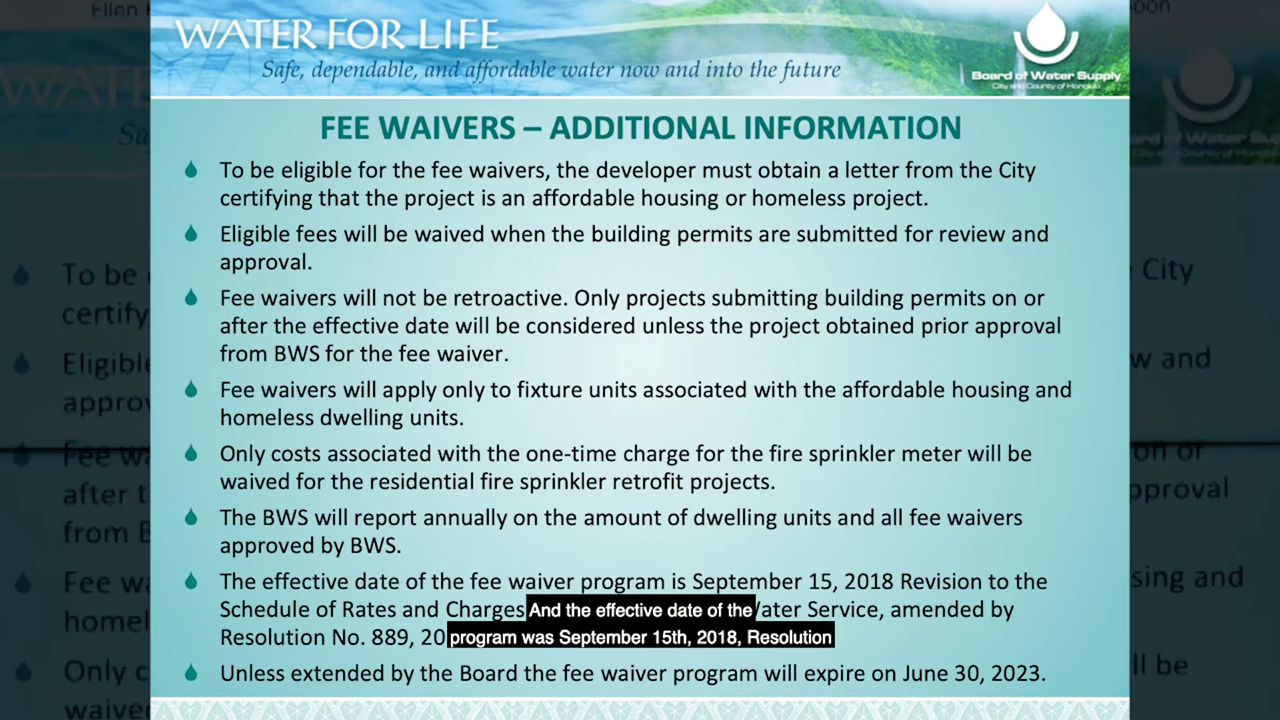 Ellen
oon
WATER FOR LIFE
Safe, dependable, and affordable water now and into the future
Board of Water Supply
City and County of Honolulu
FEE WAIVERS – ADDITIONAL INFORMATION
To be eligible for the fee waivers, the developer must obtain a letter from the City
certifying that the project is an affordable housing or homeless project.
Eligible fees will be waived when the building permits are submitted for review and
approval.
Fee waivers will not be retroactive. Only projects submitting building permits on or
after the effective date will be considered unless the project obtained prior approval
from BWS for the fee waiver.
Fee waivers will apply only to fixture units associated with the affordable housing and
homeless dwelling units.
Only costs associated with the one-time charge for the fire sprinkler meter will be
waived for the residential fire sprinkler retrofit projects.
The BWS will report annually on the amount of dwelling units and all fee waivers
approved by BWS.
The effective date of the fee waiver program is September 15, 2018 Revision to the
Schedule of Rates and Charges ater Service, amended by
Resolution No. 889, 20
And the effective date of the
program was September 15th, 2018, Resolution
Unless extended by the Board the fee waiver program will expire on June 30, 2023.